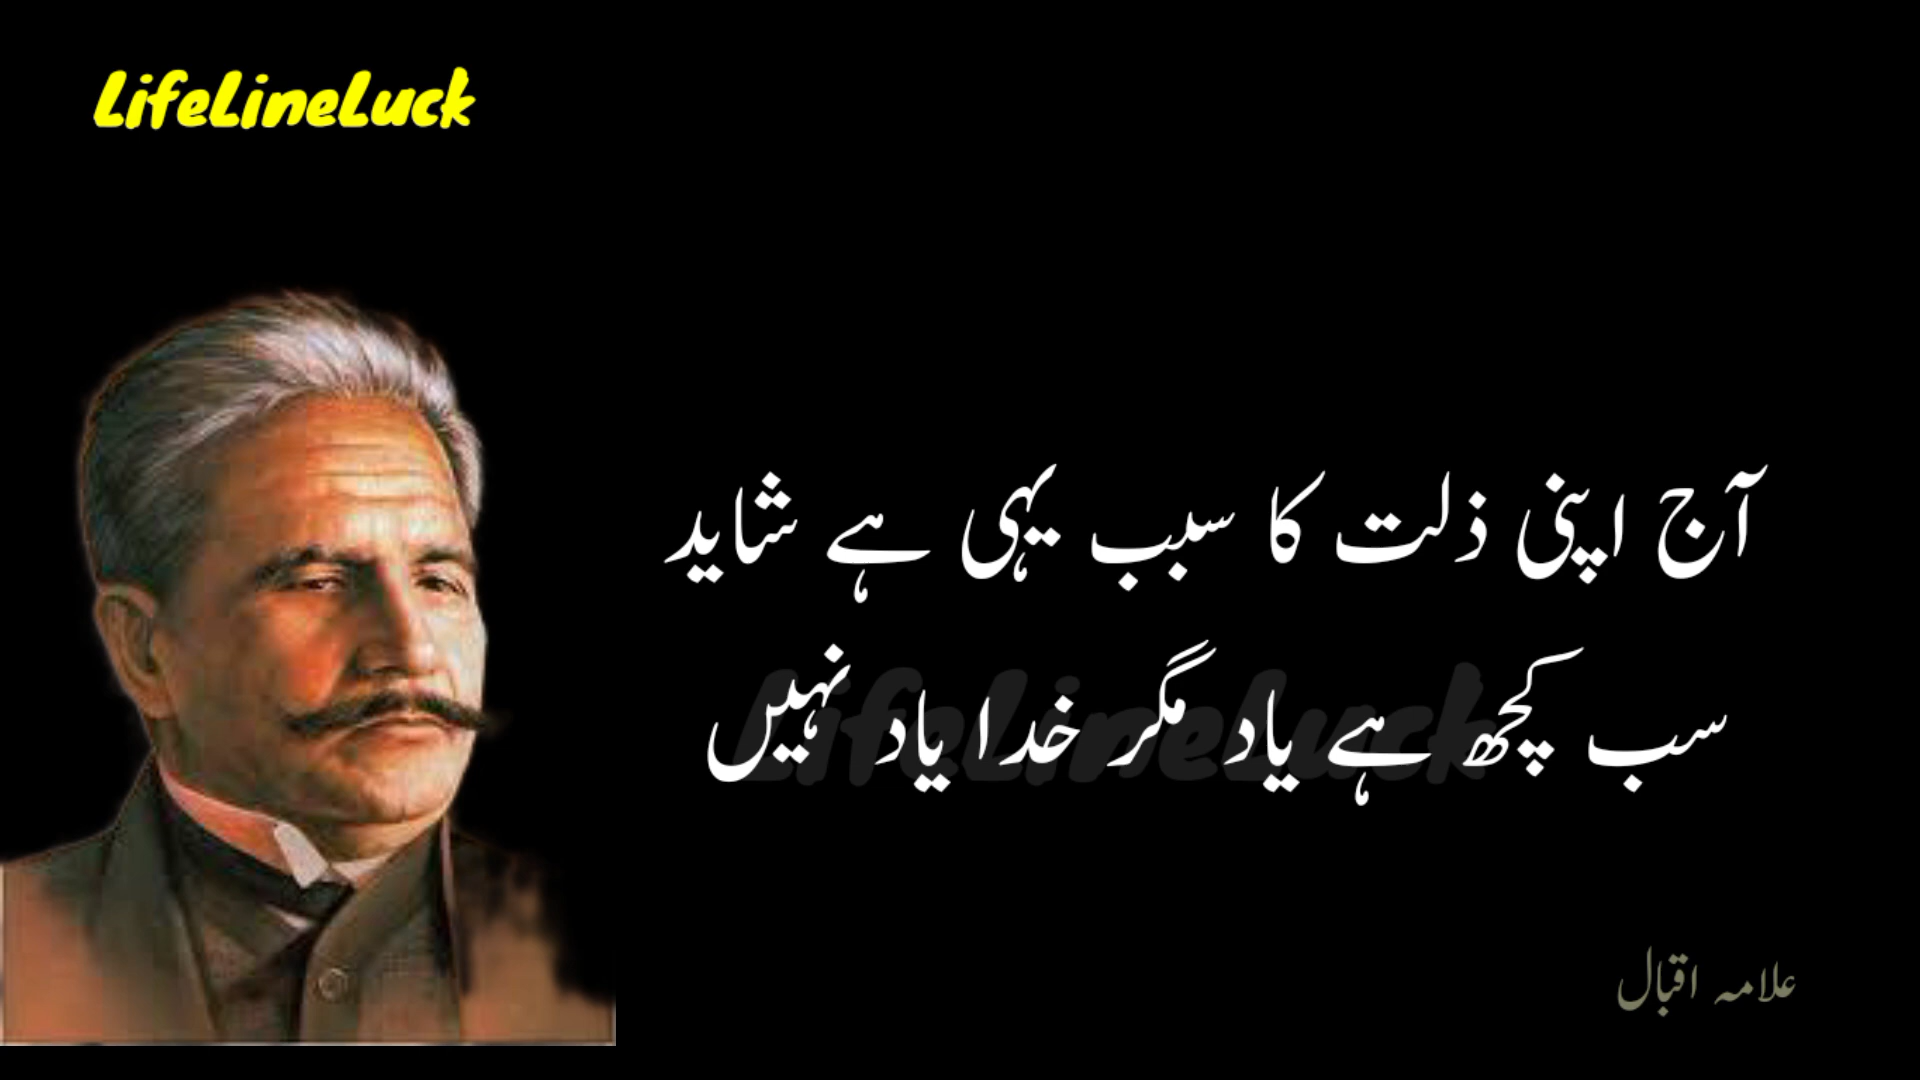 LifeLineLuck
آج اپنی ذلت کا سبب یہی ہے شاید
سب کچھ ہے یاد مگر خدا یاد نہیں
LifeLineLuck
علامہ اقبال